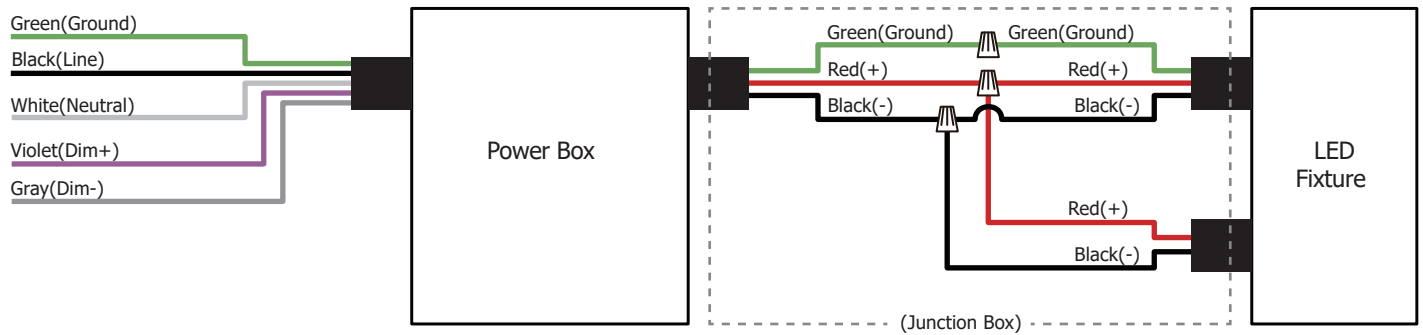 Green(Ground)
Black(Line)
White(Neutral)
Violet(Dim+)
Gray(Dim-)
Power Box
Green(Ground)
Green(Ground)
Red(+)
Red(+)
Black(-)
Black(-)
Red(+)
Black(-)
(Junction Box)
LED
Fixture